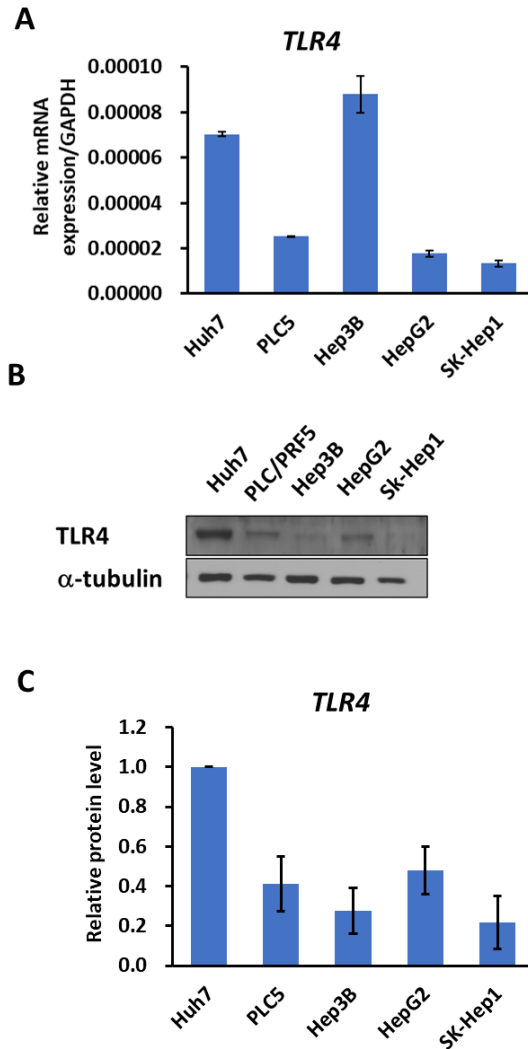 A
TLR4
Relative mRNA
expression/GAPDH
0.00010
0.00008
0.00006
0.00004
0.00002
0.00000
Huh7
PLC5
Hep3B
HepG2
SK-Hep1
B
Huh7
PLC/PRF5
Hep3B
HepG2
Sk-Hep1
TLR4
α-tubulin
C
TLR4
Relative protein level
1.2
1.0
0.8
0.6
0.4
0.2
0.0
Huh7
PLC5
Hep3B
HepG2
SK-Hep1